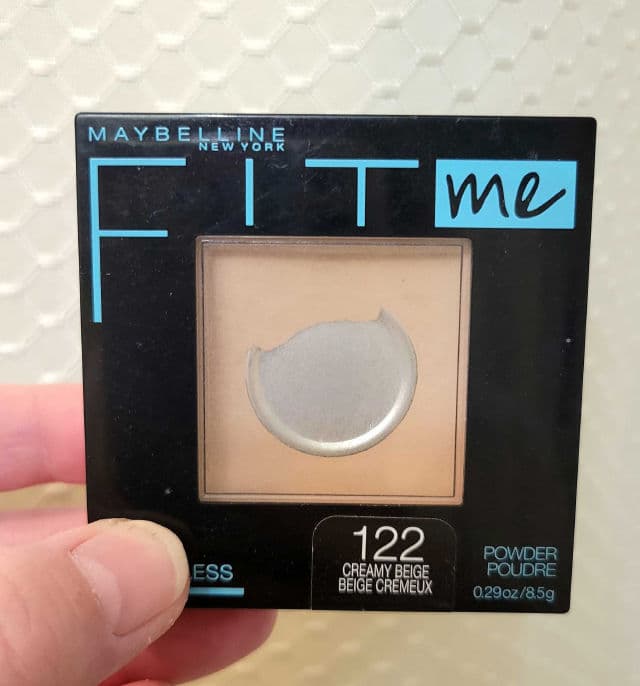 MAYBELLINE
NEW YORK
FIT me
122
CREAMY BEIGE
BEIGE CRÉMEUX
ESS
POWDER
POUDRE
0.29oz/8.5g